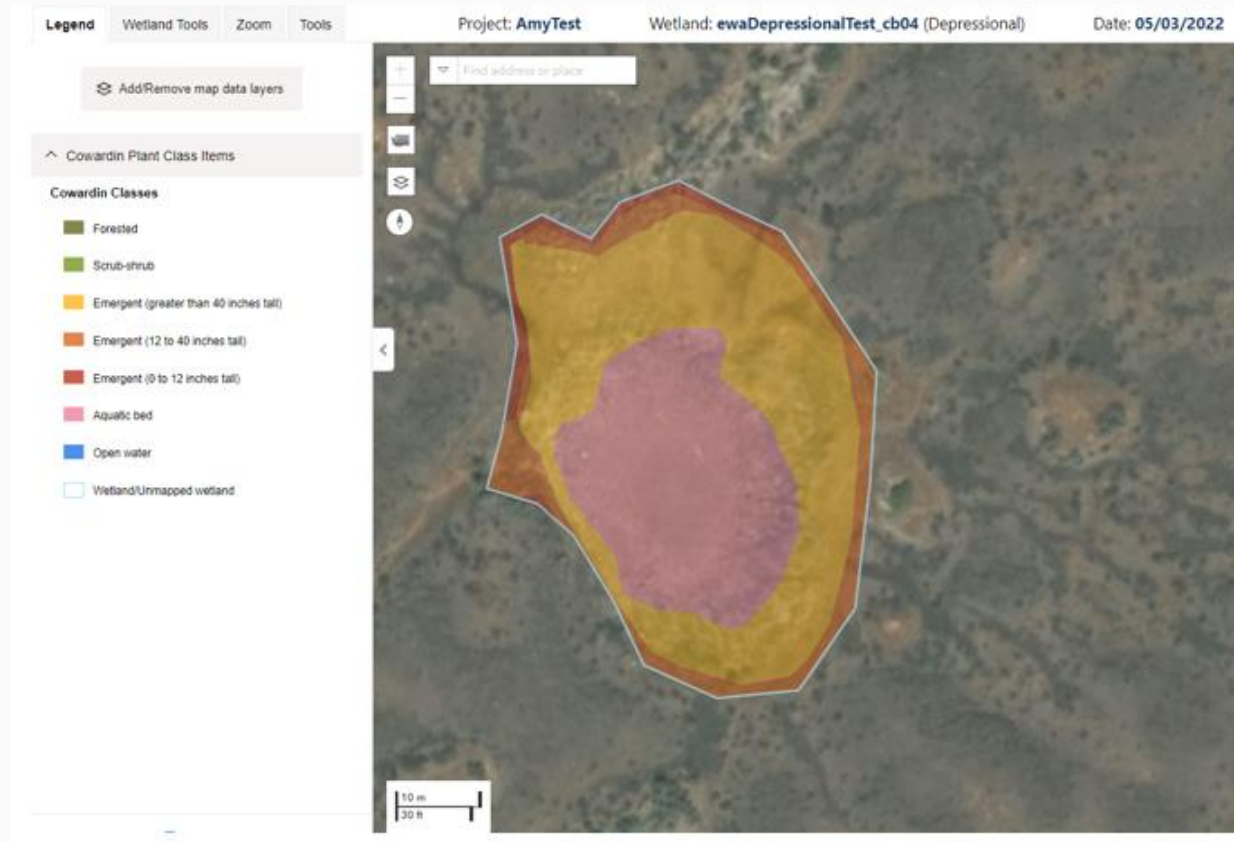 Legend Wetland Tools Zoom Tools Project: AmyTest Wetland: ewaDepressionalTest_cb04 (Depressional) Date: 05/03/2022
Add/Remove map data layers
Find address or place
Cowardin Plant Class Items
Cowardin Classes
Forested
Scrub-shrub
Emergent (greater than 40 inches tall)
Emergent (12 to 40 inches tall)
Emergent (0 to 12 inches tall)
Aquatic bed
Open water
Wetland/Unmapped wetland
10 m
30 ft